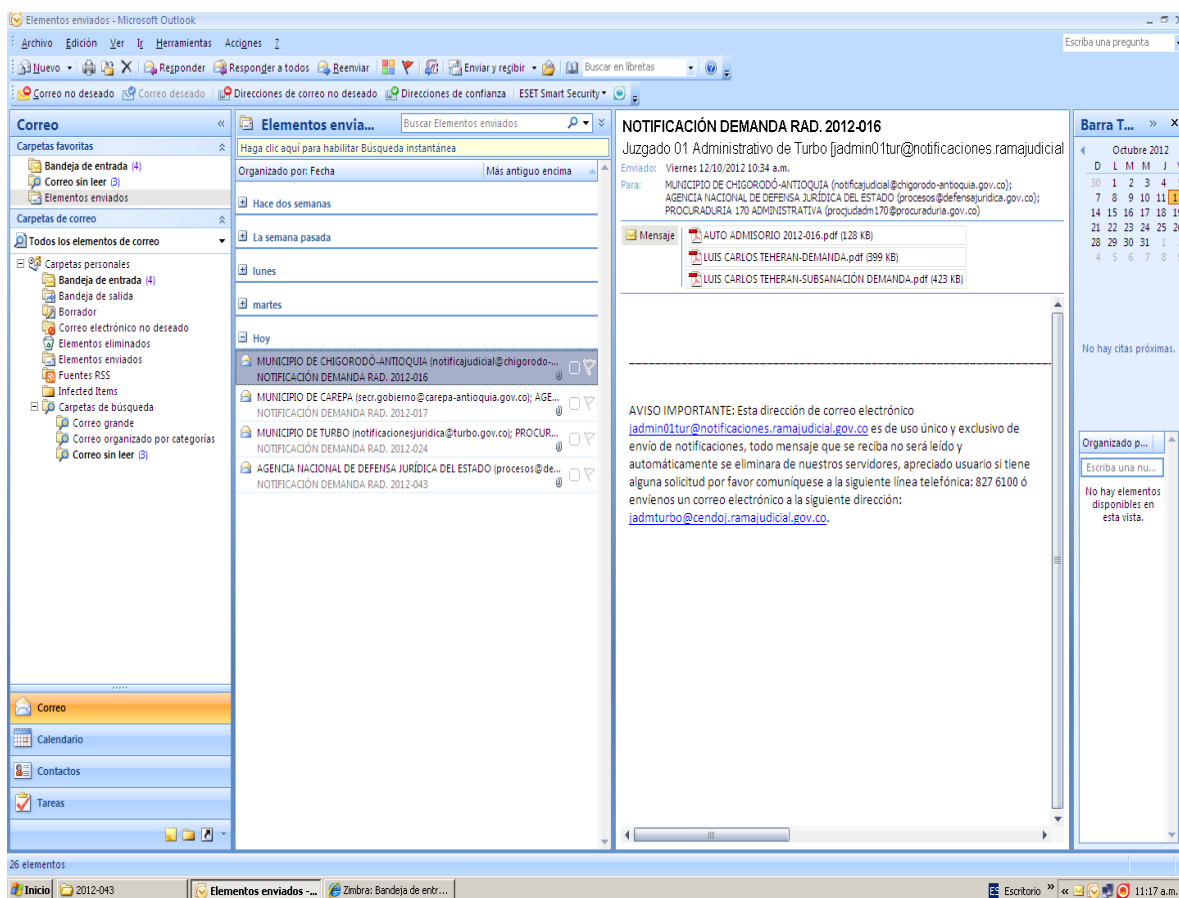 Elementos enviados - Microsoft Outlook
Archivo Edición Ver Ir Herramientas Acciones ?
Escriba una pregunta
Nuevo Responder Responder a todos Reenviar Enviar y recibir Buscar en libretas
Correo no deseado Correo deseado Direcciones de correo no deseado Direcciones de confianza ESET Smart Security
Correo «
Carpetas favoritas
Bandeja de entrada (4)
Correo sin leer (3)
Elementos enviados
Carpetas de correo
Todos los elementos de correo
Carpetas personales
Bandeja de entrada (4)
Bandeja de salida
Borrador
Correo electrónico no deseado
Elementos eliminados
Elementos enviados
Fuentes RSS
Infected Items
Carpetas de búsqueda
Correo grande
Correo organizado por categorías
Correo sin leer (3)
Correo
Calendario
Contactos
Tareas
Elementos envia... Buscar Elementos enviados
Haga clic aquí para habilitar Búsqueda instantánea
Organizado por: Fecha Más antiguo encima
Hace dos semanas
La semana pasada
lunes
martes
Hoy
MUNICIPIO DE CHIGORODÓ-ANTIOQUIA (notificajudicial@chigorodo-...
NOTIFICACIÓN DEMANDA RAD. 2012-016
MUNICIPIO DE CAREPA (secr.gobierno@carepa-antioquia.gov.co); AGE...
NOTIFICACIÓN DEMANDA RAD. 2012-017
MUNICIPIO DE TURBO (notificacionesjuridica@turbo.gov.co); PROCUR...
NOTIFICACIÓN DEMANDA RAD. 2012-024
AGENCIA NACIONAL DE DEFENSA JURÍDICA DEL ESTADO (procesos@de...
NOTIFICACIÓN DEMANDA RAD. 2012-043
NOTIFICACIÓN DEMANDA RAD. 2012-016
Juzgado 01 Administrativo de Turbo [jadmin01tur@notificaciones.ramajudicial
Enviado: Viernes 12/10/2012 10:34 a.m.
Para: MUNICIPIO DE CHIGORODÓ-ANTIOQUIA (notificajudicial@chigorodo-antioquia.gov.co);
AGENCIA NACIONAL DE DEFENSA JURÍDICA DEL ESTADO (procesos@defensajuridica.gov.co);
PROCURADURIA 170 ADMINISTRATIVA (procjudadm170@procuraduria.gov.co)
Mensaje AUTO ADMISORIO 2012-016.pdf (128 KB)
LUIS CARLOS TEHERAN-DEMANDA.pdf (399 KB)
LUIS CARLOS TEHERAN-SUBSANACIÓN DEMANDA.pdf (423 KB)
AVISO IMPORTANTE: Esta dirección de correo electrónico
jadmin01tur@notificaciones.ramajudicial.gov.co es de uso único y exclusivo de
envío de notificaciones, todo mensaje que se reciba no será leído y
automáticamente se eliminara de nuestros servidores, apreciado usuario si tiene
alguna solicitud por favor comuníquese a la siguiente línea telefónica: 827 6100 ó
envíenos un correo electrónico a la siguiente dirección:
jadmturbo@cendoj.ramajudicial.gov.co.
Barra T... » x
Octubre 2012
D L M M J V
30 1 2 3 4
7 8 9 10 11
14 15 16 17 18
21 22 23 24 25
28 29 30 31 1
4 5 6 7 8
No hay citas próximas.
Organizado p...
Escriba una nu...
No hay elementos
disponibles en
esta vista.
26 elementos
Inicio 2012-043 Elementos enviados -... Zimbra: Bandeja de entr... Escritorio » « 11:17 a.m.